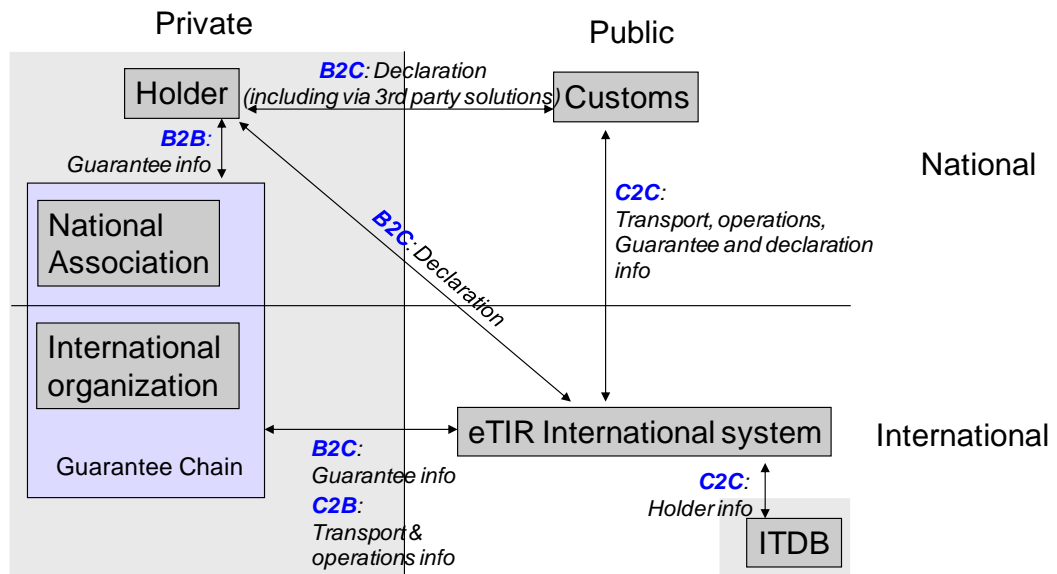 Private
Public
B2C: Declaration
(including via 3rd party solutions)
Holder
Customs
B2B:
Guarantee info
National
C2C:
Transport, operations,
Guarantee and declaration
info
National
Association
B2C: Declaration
International
organization
Guarantee Chain
eTIR International system
International
B2C:
Guarantee info
C2B:
Transport &
operations info
C2C:
Holder info
ITDB